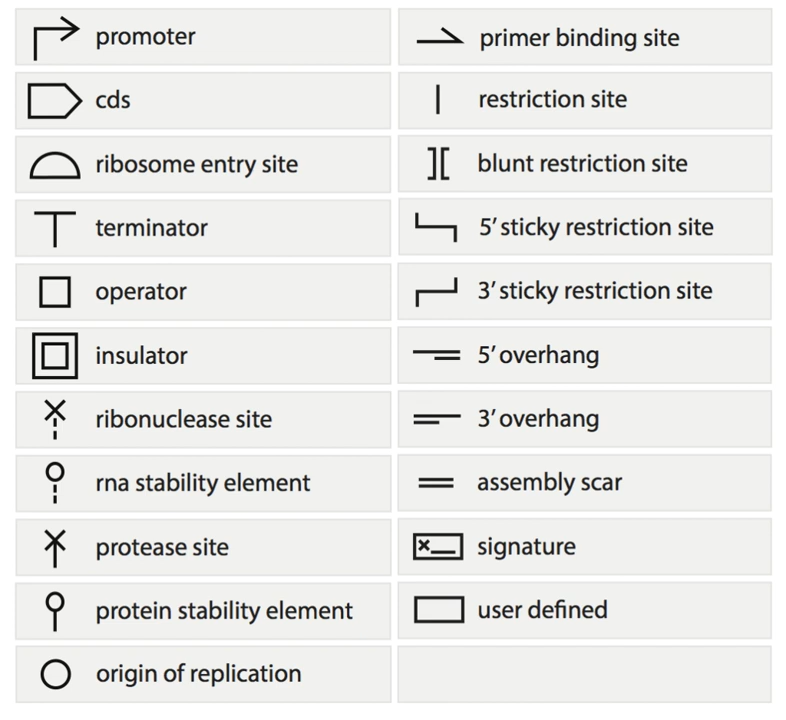 promoter
cds
ribosome entry site
terminator
operator
insulator
ribonuclease site
rna stability element
protease site
protein stability element
origin of replication
primer binding site
restriction site
blunt restriction site
5’ sticky restriction site
3’ sticky restriction site
5’ overhang
3’ overhang
assembly scar
signature
user defined